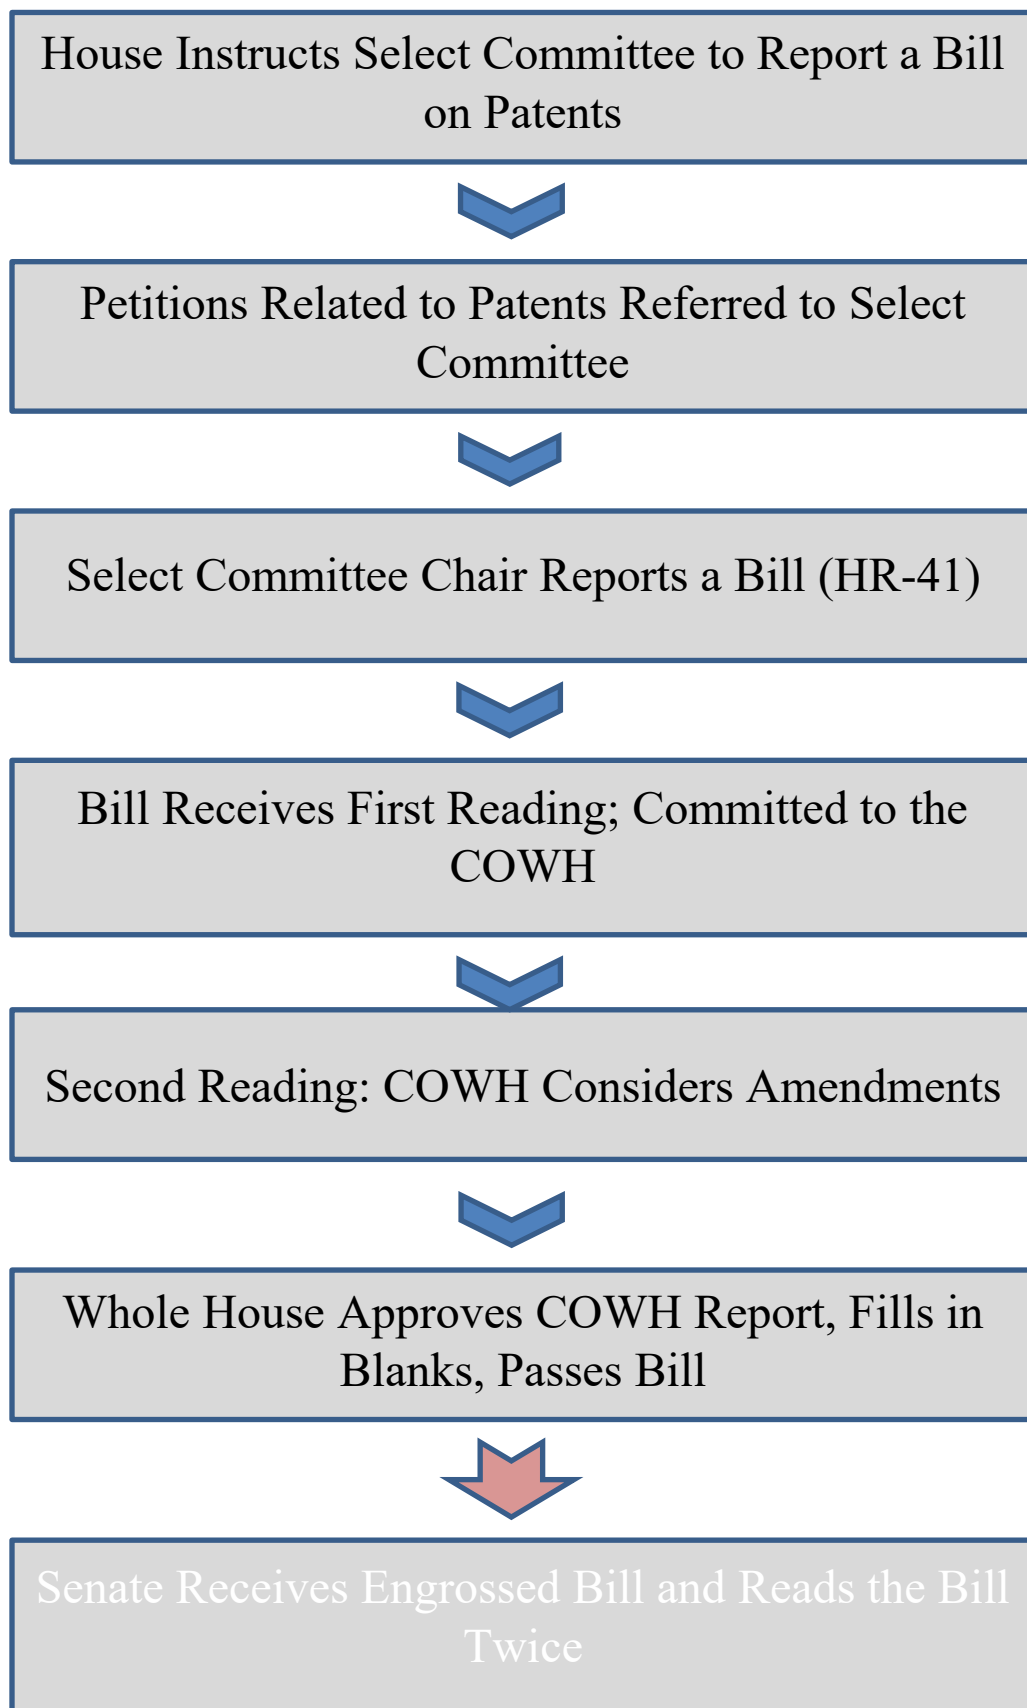 House Instructs Select Committee to Report a Bill
on Patents
Petitions Related to Patents Referred to Select
Committee
Select Committee Chair Reports a Bill (HR-41)
Bill Receives First Reading; Committed to the
COWH
Second Reading: COWH Considers Amendments
Whole House Approves COWH Report, Fills in
Blanks, Passes Bill
Senate Receives Engrossed Bill and Reads the Bill
Twice